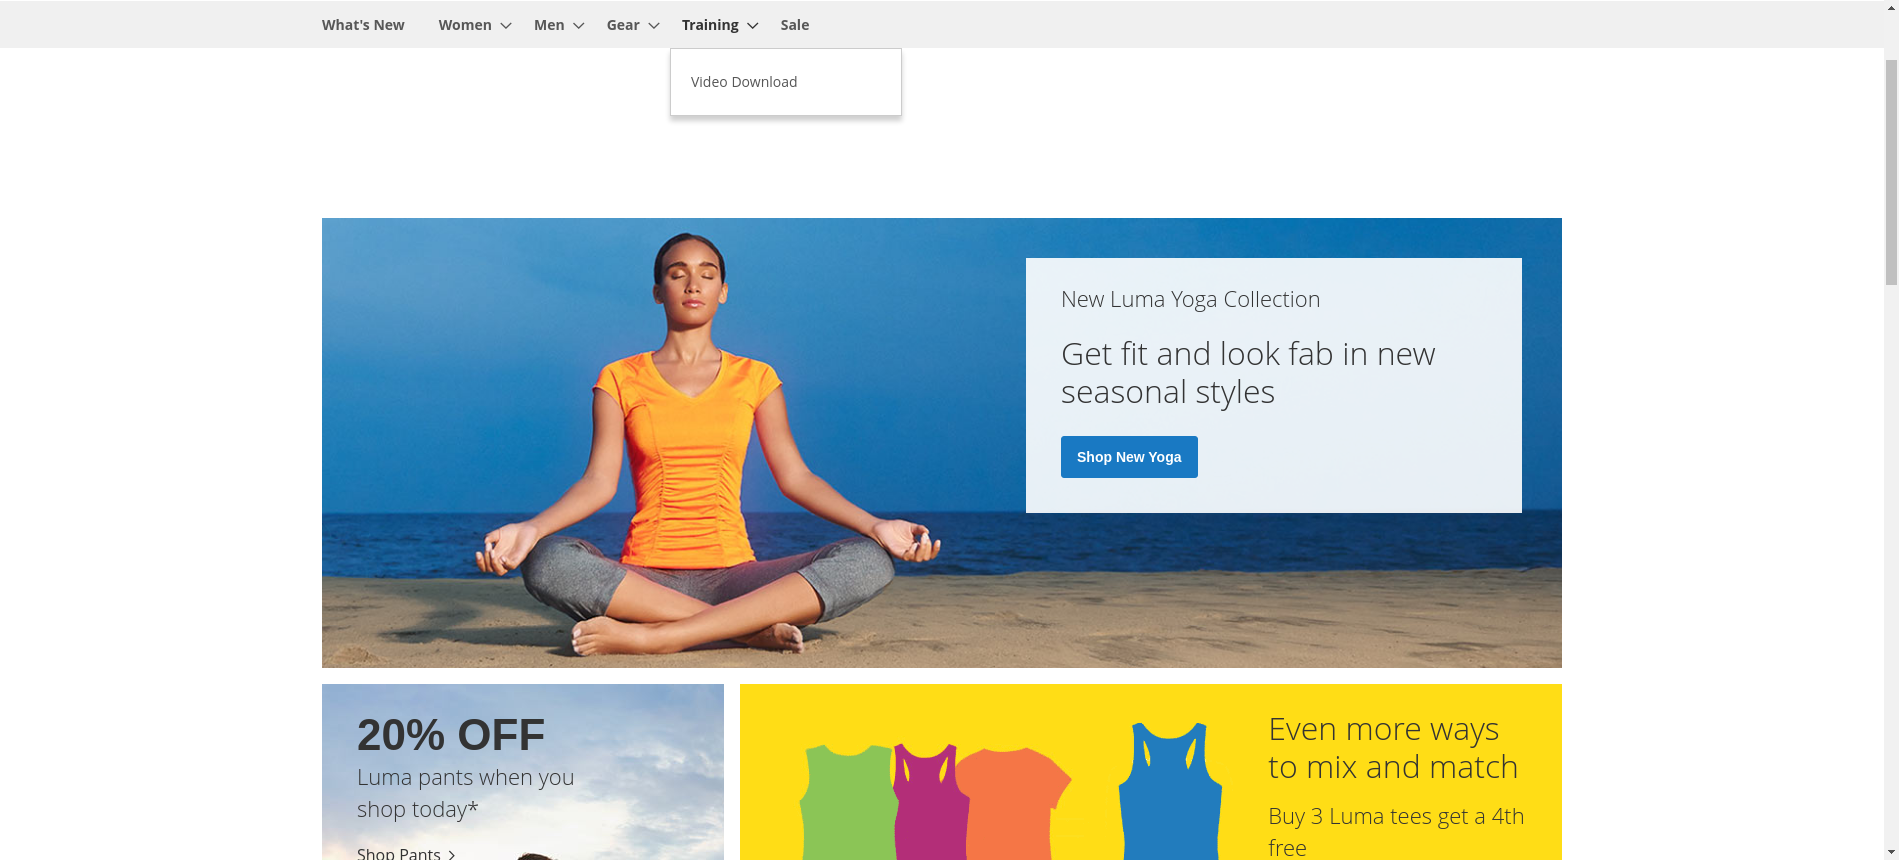 What's New Women Men Gear Training Sale
Video Download
New Luma Yoga Collection
Get fit and look fab in new
seasonal styles
Shop New Yoga
20% OFF
Luma pants when you
shop today*
Shop Pants
Even more ways
to mix and match
Buy 3 Luma tees get a 4th
free